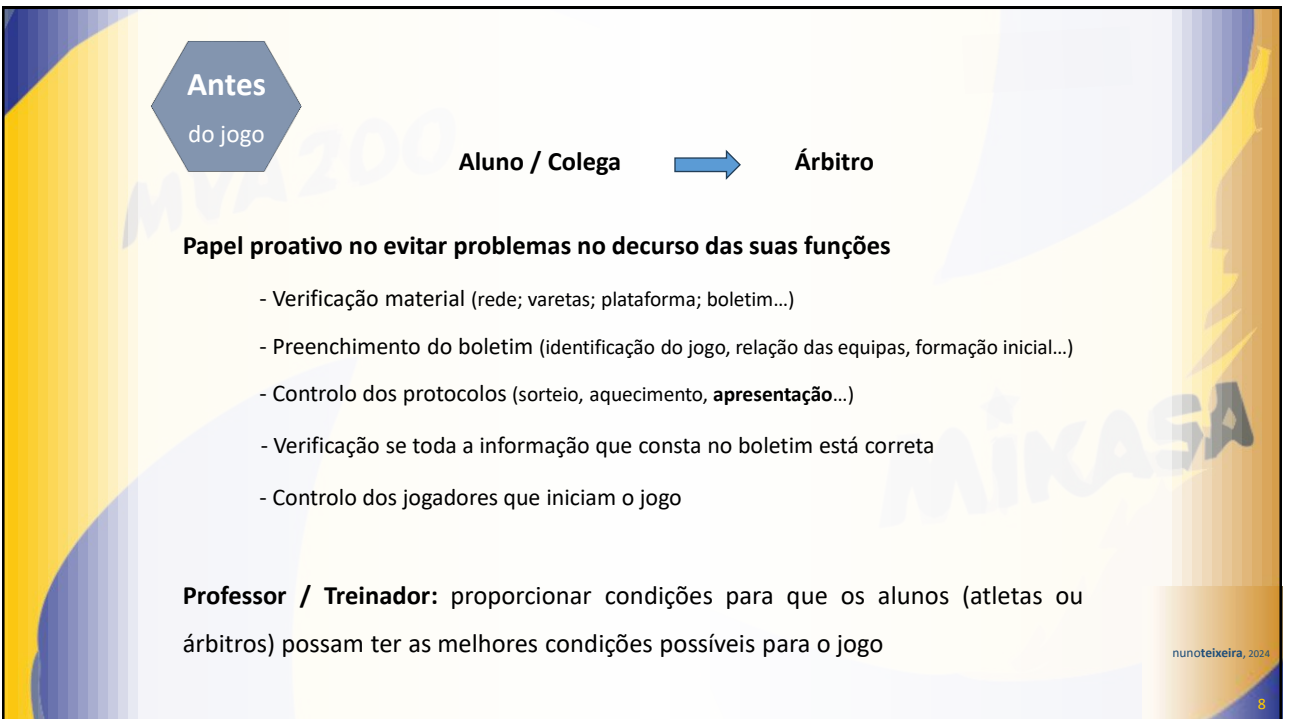 Antes
do jogo
MVA200
Aluno / Colega Árbitro
Papel proativo no evitar problemas no decurso das suas funções
- Verificação material (rede; varetas; plataforma; boletim…)
- Preenchimento do boletim (identificação do jogo, relação das equipas, formação inicial…)
- Controlo dos protocolos (sorteio, aquecimento, apresentação…)
- Verificação se toda a informação que consta no boletim está correta
MiKASA
- Controlo dos jogadores que iniciam o jogo
Professor / Treinador: proporcionar condições para que os alunos (atletas ou
árbitros) possam ter as melhores condições possíveis para o jogo
nunoteixeira, 2024
8